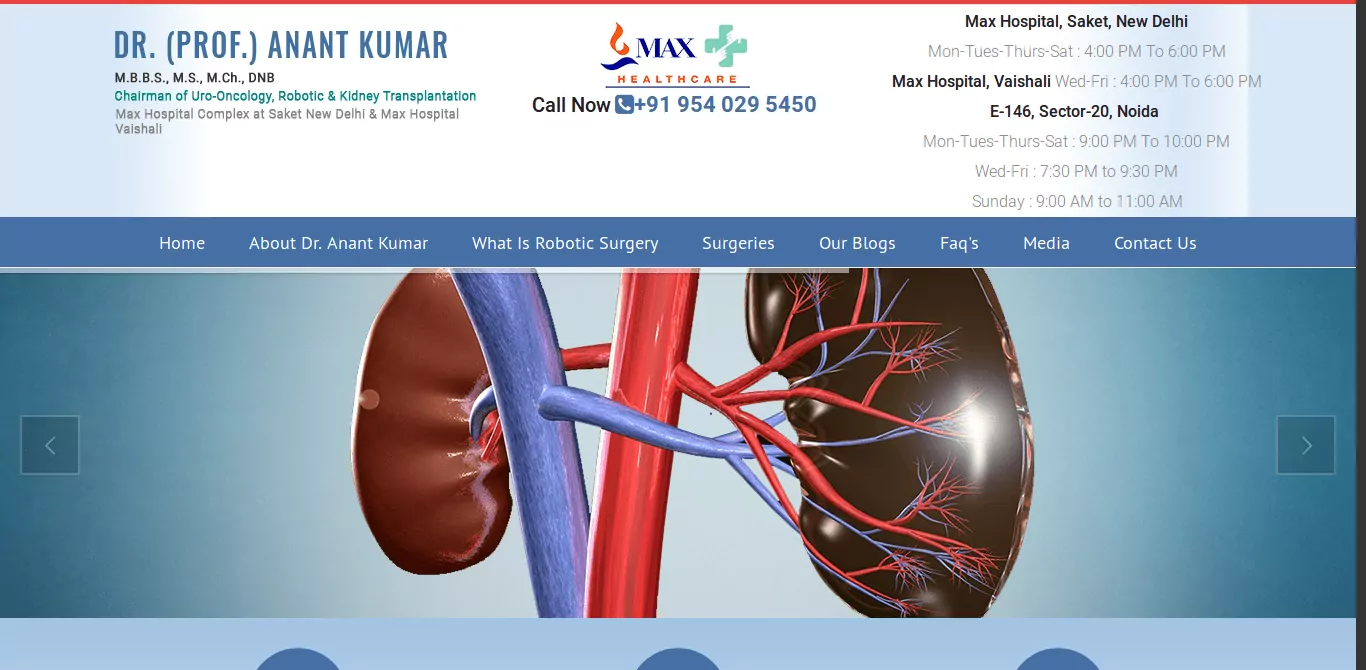 DR. (PROF.) ANANT KUMAR
M.B.B.S., M.S., M.Ch., DNB
Chairman of Uro-Oncology, Robotic & Kidney Transplantation
Max Hospital Complex at Saket New Delhi & Max Hospital
Vaishali
MAX
HEALTHCARE
Call Now +91 954 029 5450
Max Hospital, Saket, New Delhi
Mon-Tues-Thurs-Sat : 4:00 PM To 6:00 PM
Max Hospital, Vaishali Wed-Fri : 4:00 PM To 6:00 PM
E-146, Sector-20, Noida
Mon-Tues-Thurs-Sat : 9:00 PM To 10:00 PM
Wed-Fri : 7:30 PM to 9:30 PM
Sunday : 9:00 AM to 11:00 AM
Home About Dr. Anant Kumar What Is Robotic Surgery Surgeries Our Blogs Faq's Media Contact Us